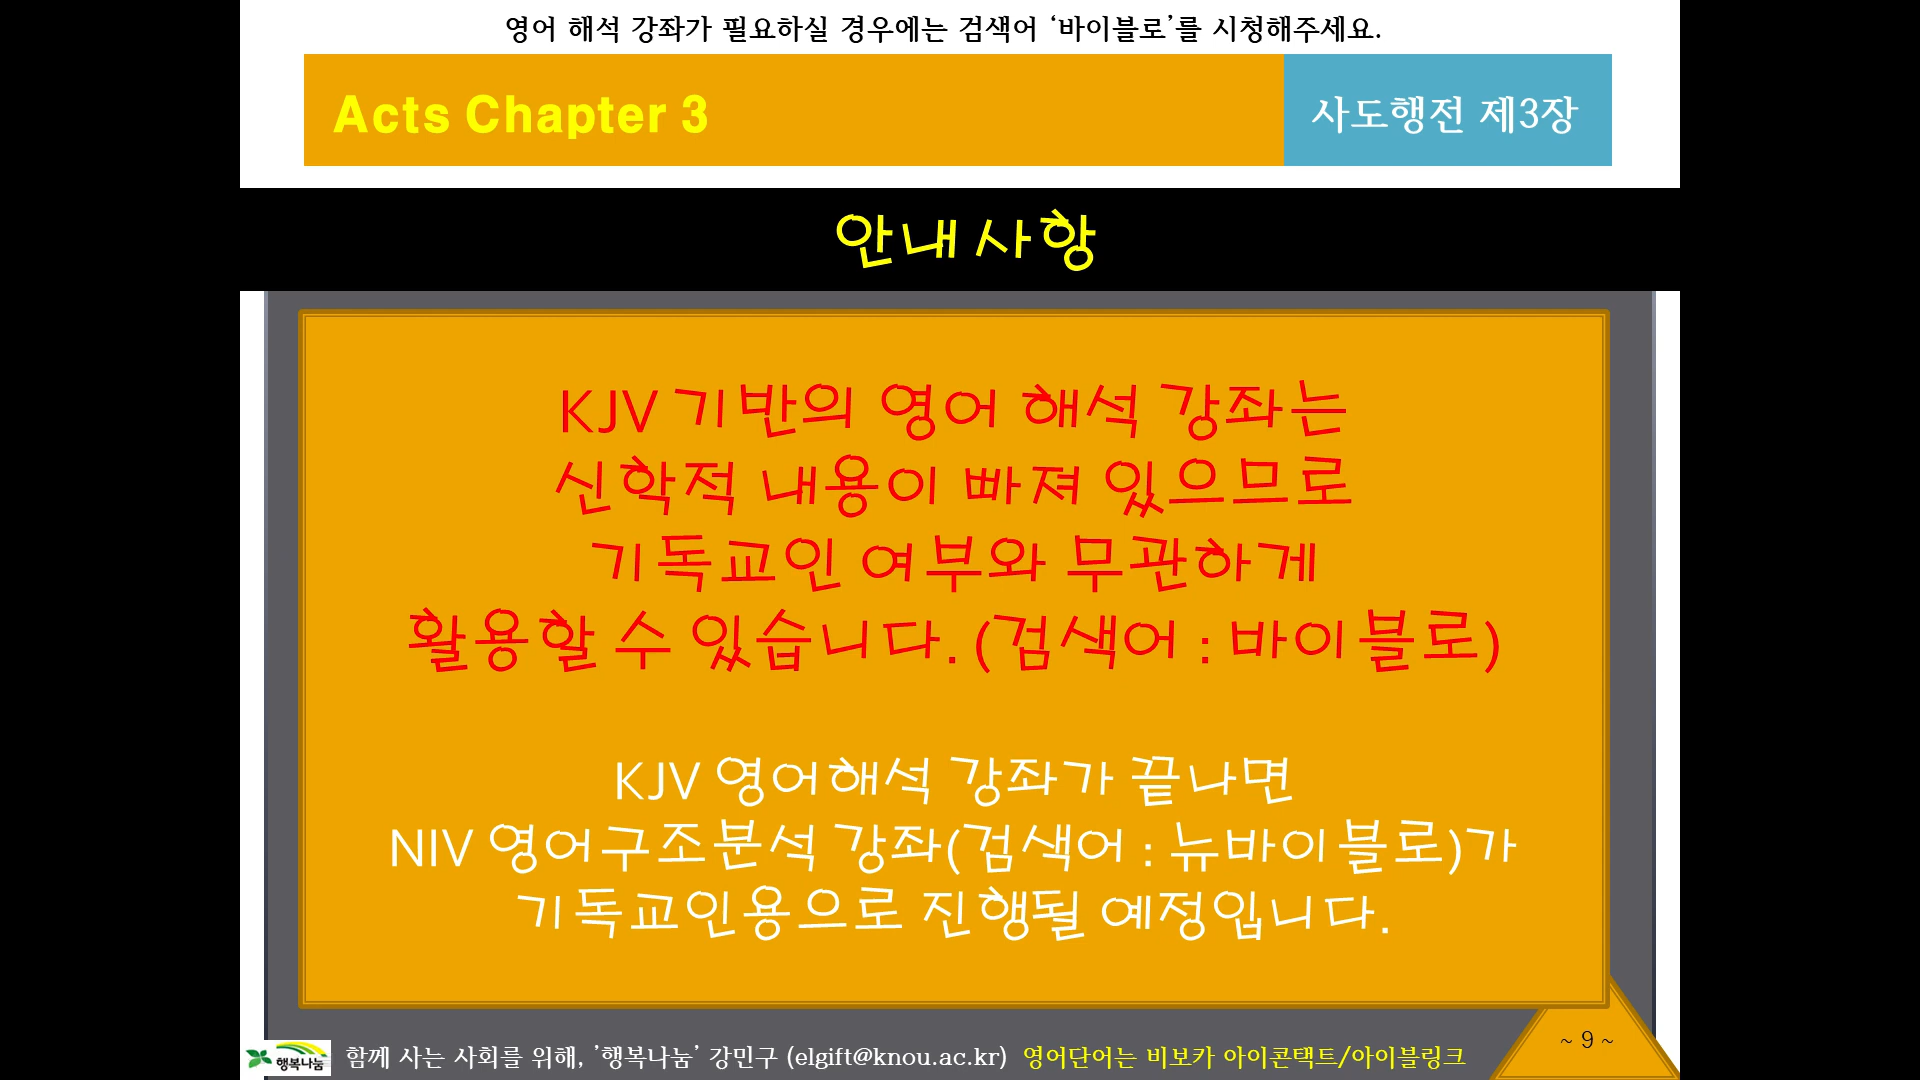 영어 해석 강좌가 필요하실 경우에는 검색어 ‘바이블로’를 시청해주세요.
Acts Chapter 3
사도행전 제3장
안내사항
KJV 기반의 영어 해석 강좌는
신학적 내용이 빠져 있으므로
기독교인 여부와 무관하게
활용할 수 있습니다. (검색어 : 바이블로)
KJV 영어해석 강좌가 끝나면
NIV 영어구조분석 강좌(검색어 : 뉴바이블로)가
기독교인용으로 진행될 예정입니다.
~ 9 ~
행복나눔
함께 사는 사회를 위해, ’행복나눔’ 강민구 (elgift@knou.ac.kr) 영어단어는 비보카 아이콘택트/아이블링크